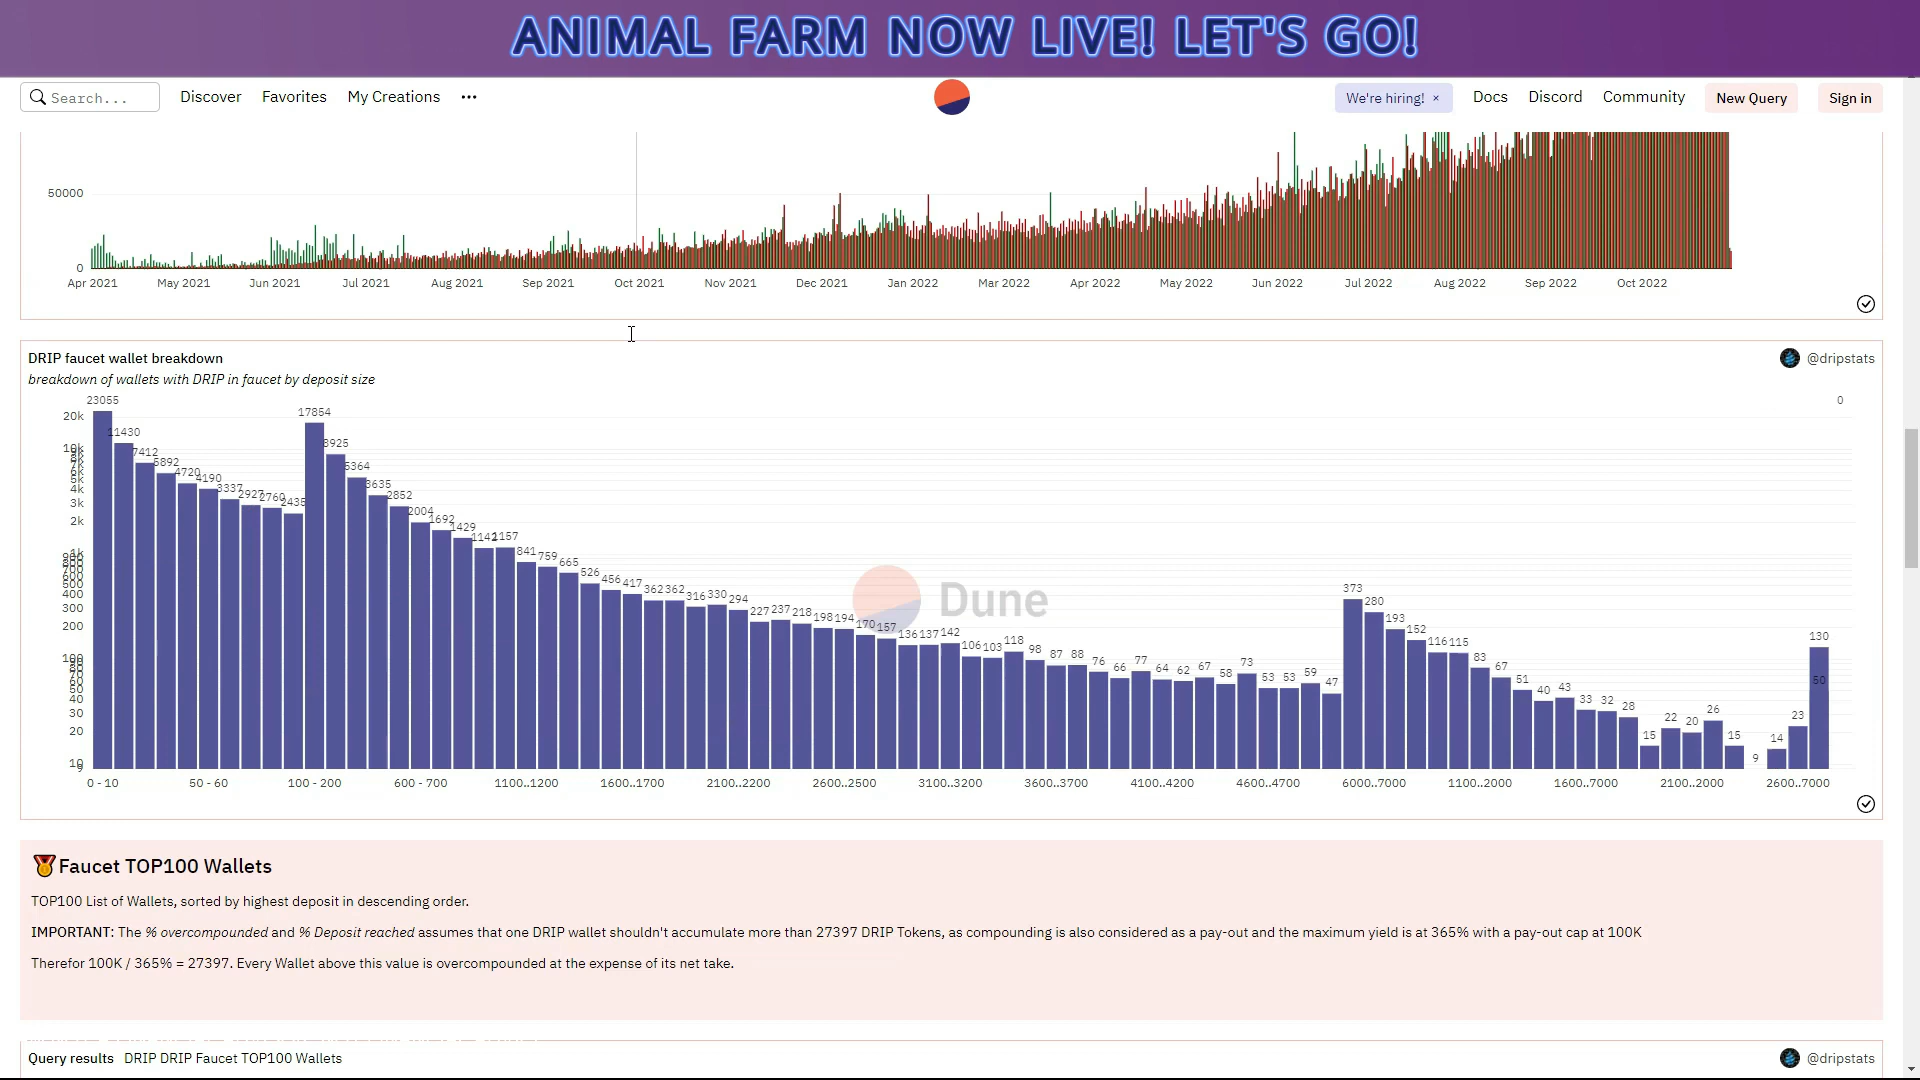 ANIMAL FARM NOW LIVE! LET'S GO!
Search...
Discover
Favorites
My Creations
We're hiring! ×
Docs
Discord
Community
New Query
Sign in
50000
0
Apr 2021 May 2021 Jun 2021 Jul 2021 Aug 2021 Sep 2021 Oct 2021 Nov 2021 Dec 2021 Jan 2022 Mar 2022 Apr 2022 May 2022 Jun 2022 Jul 2022 Aug 2022 Sep 2022 Oct 2022
DRIP faucet wallet breakdown
@dripstats
breakdown of wallets with DRIP in faucet by deposit size
0
23055 11430 7412 5892 4720 4190 3337 2927 2760 2435 17854 8925 5364 3635 2852 2004 1692 1429 1142 1157 841 759 665 526 456 417 362 362 316 330 294 227 237 218 198 194 170 157 136 137 142 106 103 118 98 87 88 76 66 77 64 62 67 58 73 53 53 59 47 373 280 193 152 116 115 83 67 51 40 43 33 32 28 15 22 20 26 15 9 14 23 130 50
20k
10k
5k
4k
3k
2k
1k
500
400
300
200
100
50
40
30
20
10
Dune
0 - 10 50 - 60 100 - 200 600 - 700 1100..1200 1600..1700 2100..2200 2600..2500 3100..3200 3600..3700 4100..4200 4600..4700 6000..7000 1100..2000 1600..7000 2100..2000 2600..7000
Faucet TOP100 Wallets
TOP100 List of Wallets, sorted by highest deposit in descending order.
IMPORTANT: The % overcompounded and % Deposit reached assumes that one DRIP wallet shouldn't accumulate more than 27397 DRIP Tokens, as compounding is also considered as a pay-out and the maximum yield is at 365% with a pay-out cap at 100K
Therefor 100K / 365% = 27397. Every Wallet above this value is overcompounded at the expense of its net take.
Query results DRIP DRIP Faucet TOP100 Wallets
@dripstats